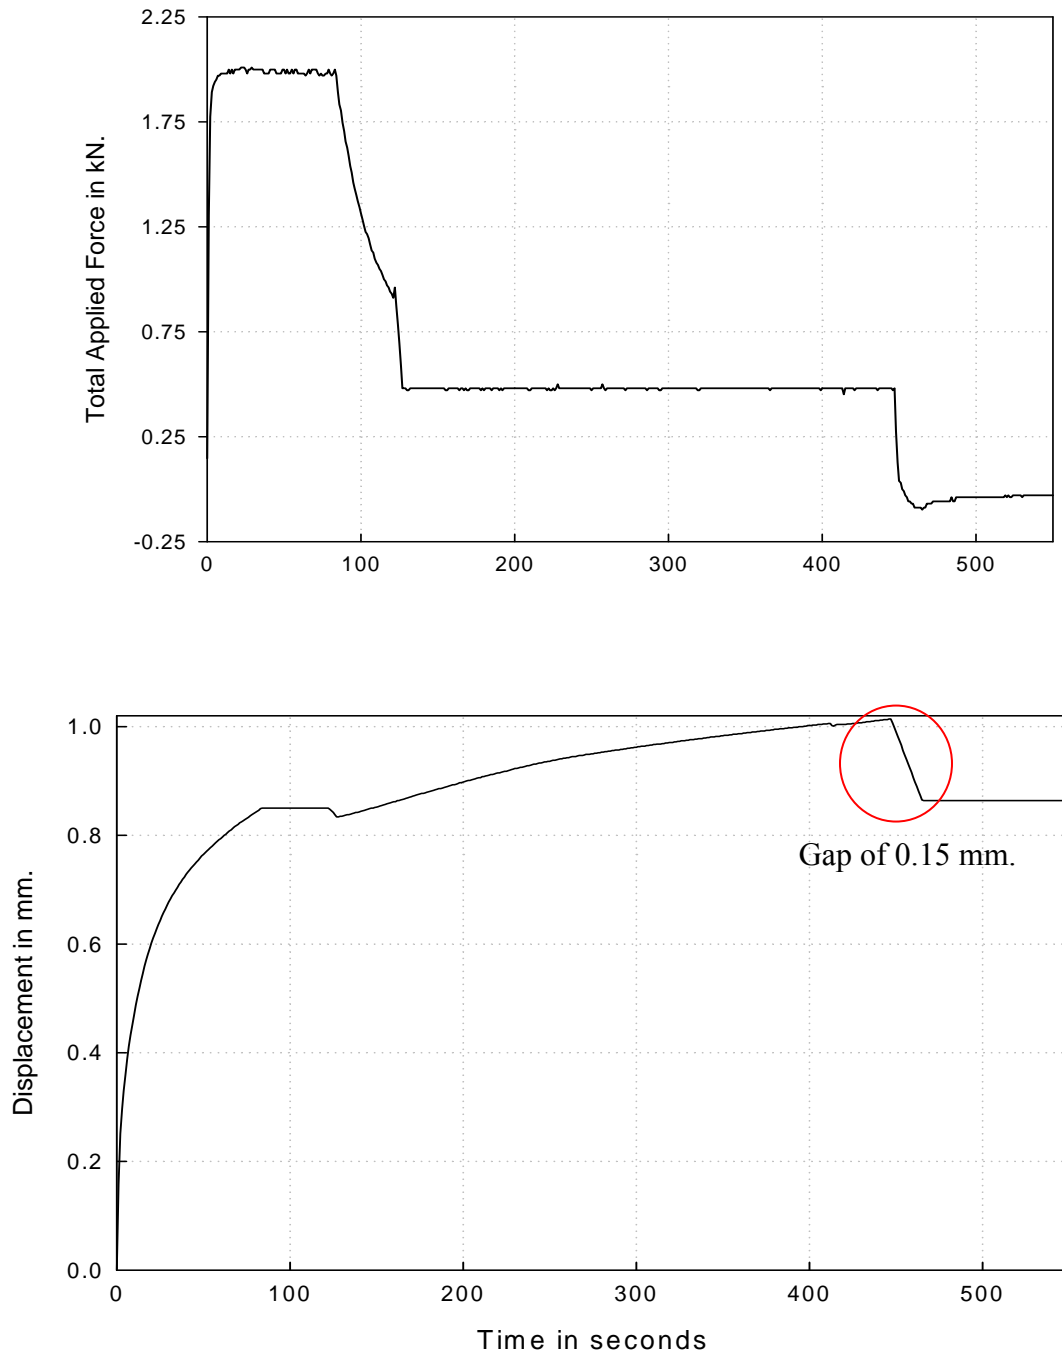 2.25
1.75
1.25
0.75
0.25
-0.25
Total Applied Force in kN.
0 100 200 300 400 500
1.0
0.8
0.6
0.4
0.2
0.0
Displacement in mm.
Gap of 0.15 mm.
0 100 200 300 400 500
Time in seconds